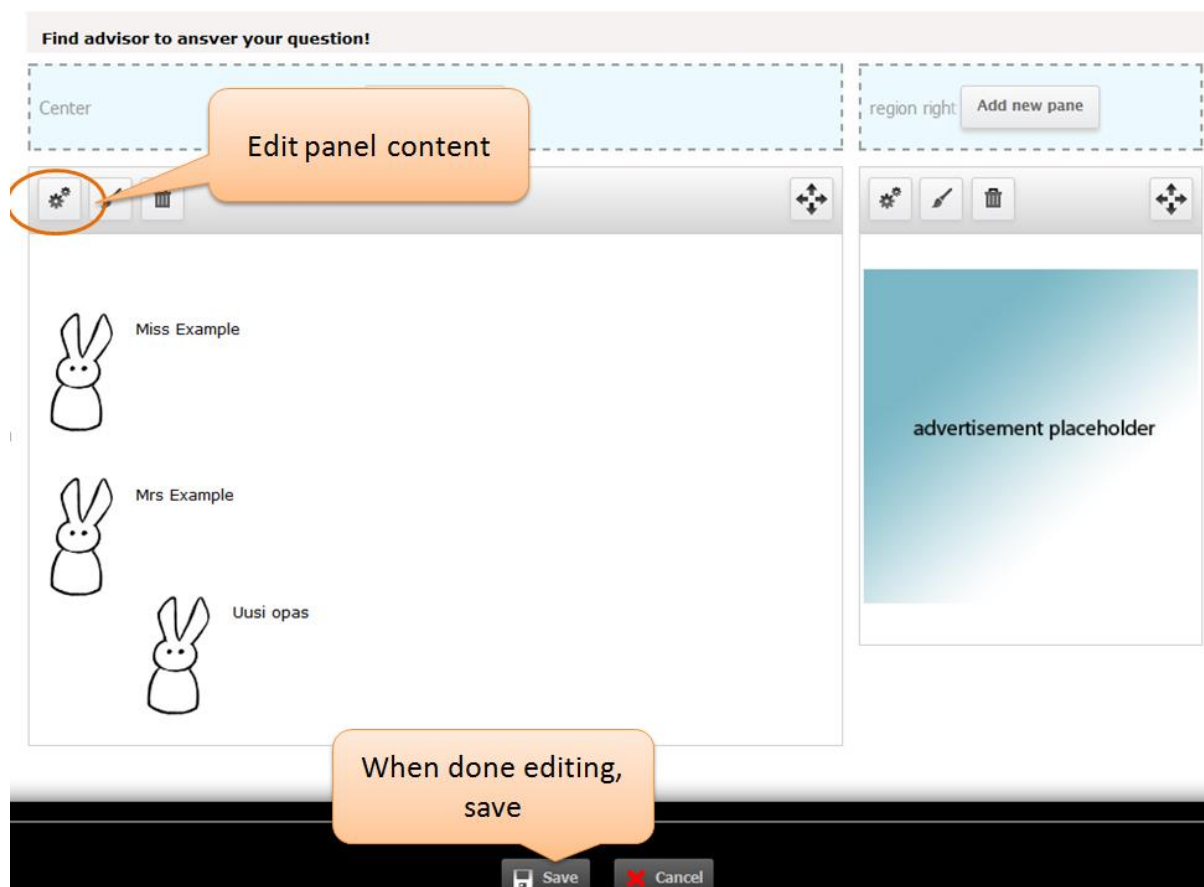 Find advisor to ansver your question!
Center
region right Add new pane
Edit panel content
Miss Example
Mrs Example
Uusi opas
advertisement placeholder
When done editing,
save
Save Cancel